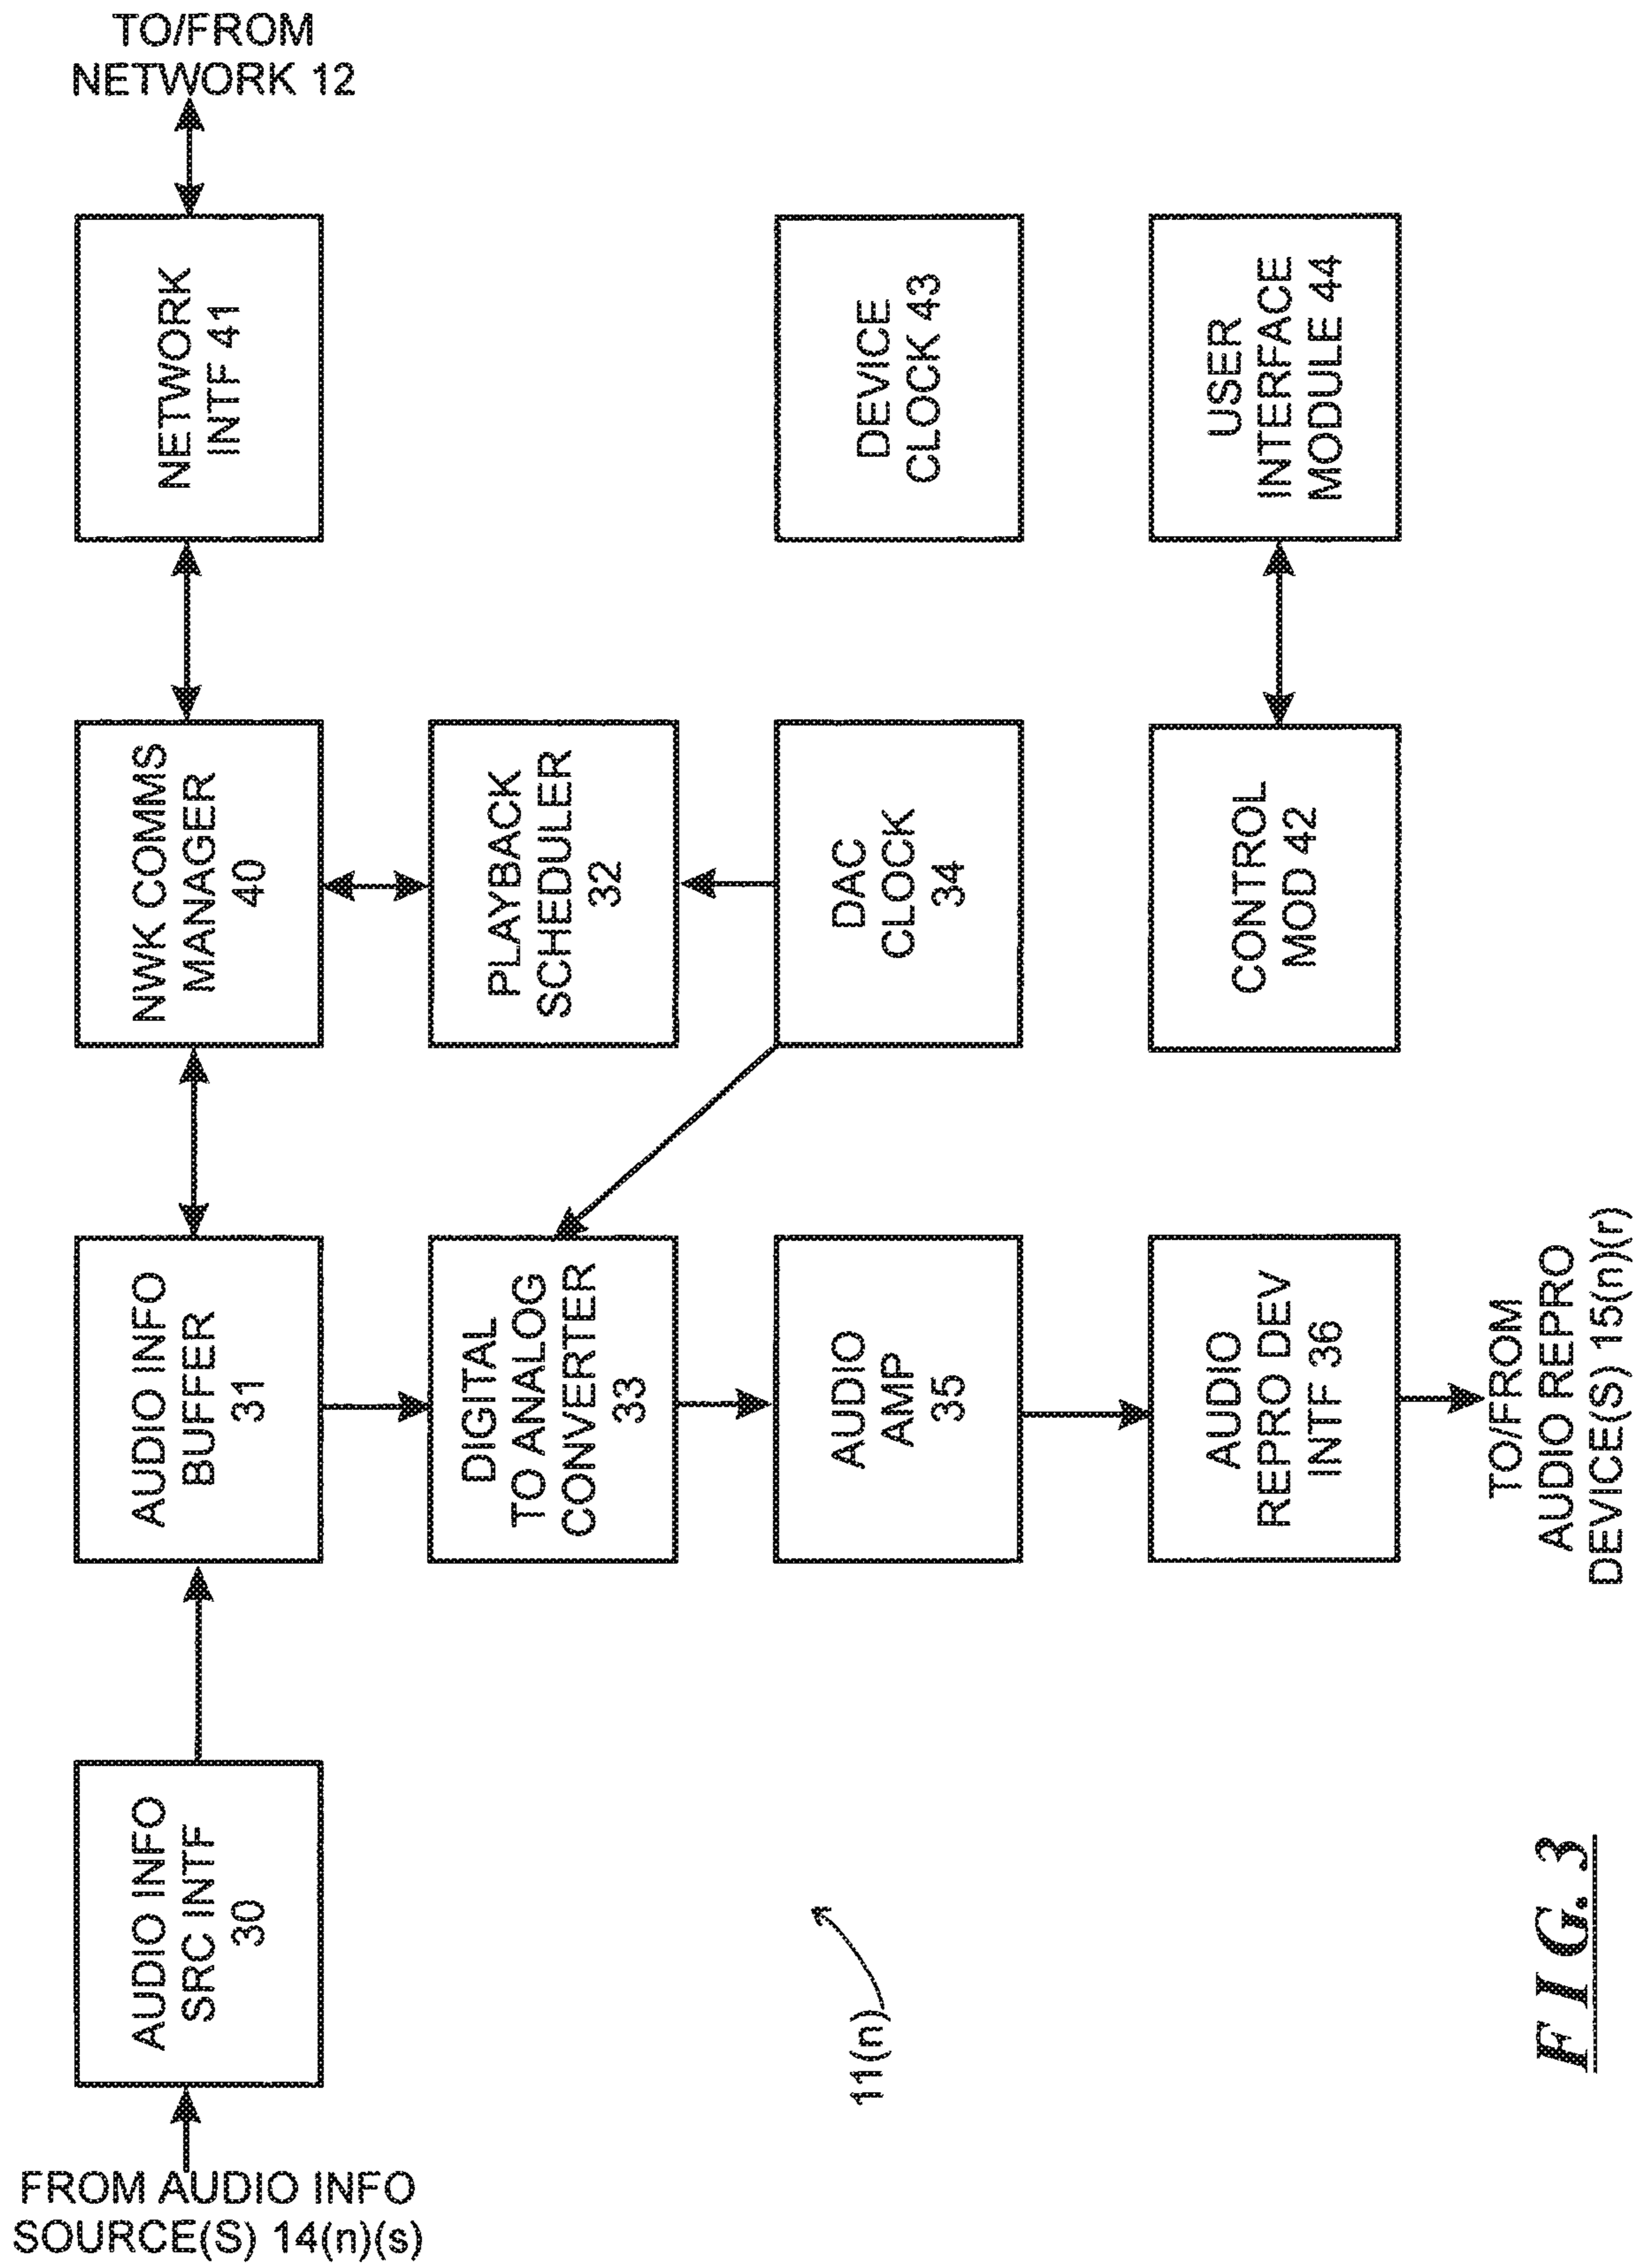 FROM AUDIO INFO
SOURCE(S) 14(n)(s)
AUDIO INFO
SRC INTF
30
AUDIO INFO
BUFFER
31
NWK COMMS
MANAGER
40
NETWORK
INTF 41
TO/FROM
NETWORK 12
DIGITAL
TO ANALOG
CONVERTER
33
PLAYBACK
SCHEDULER
32
11(n)
AUDIO
AMP
35
DAC
CLOCK
34
DEVICE
CLOCK 43
AUDIO
REPRO DEV
INTF 36
CONTROL
MOD 42
USER
INTERFACE
MODULE 44
TO/FROM
AUDIO REPRO
DEVICE(S) 15(n)(r)
FIG. 3